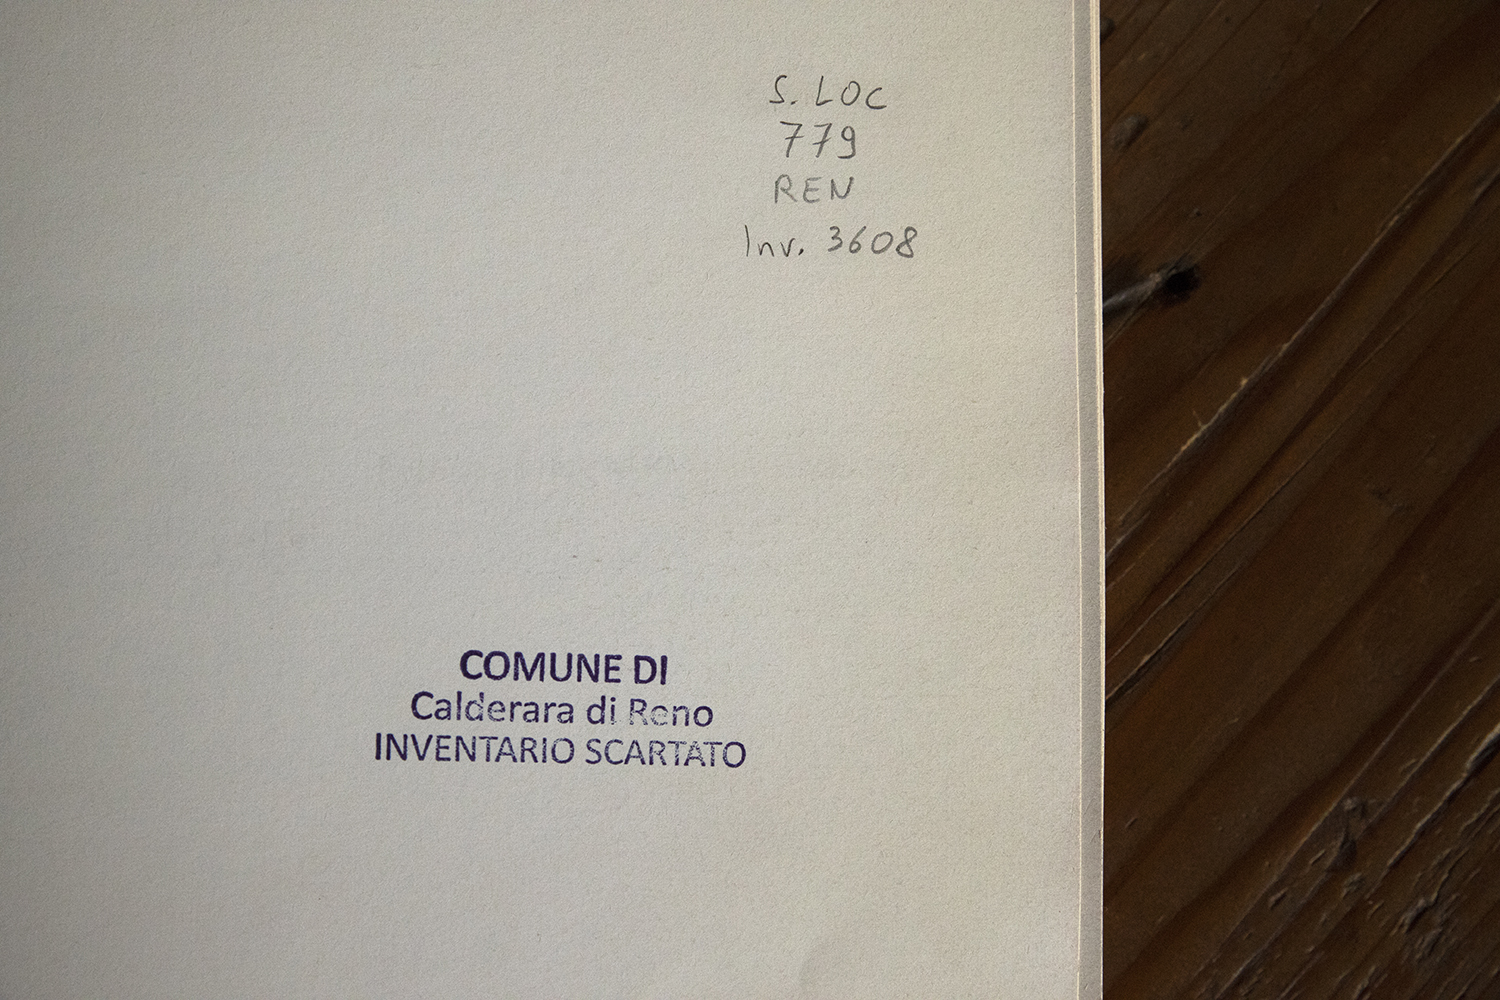 S. LOC
779
REN
Inv. 3608
COMUNE DI
Calderara di Reno
INVENTARIO SCARTATO